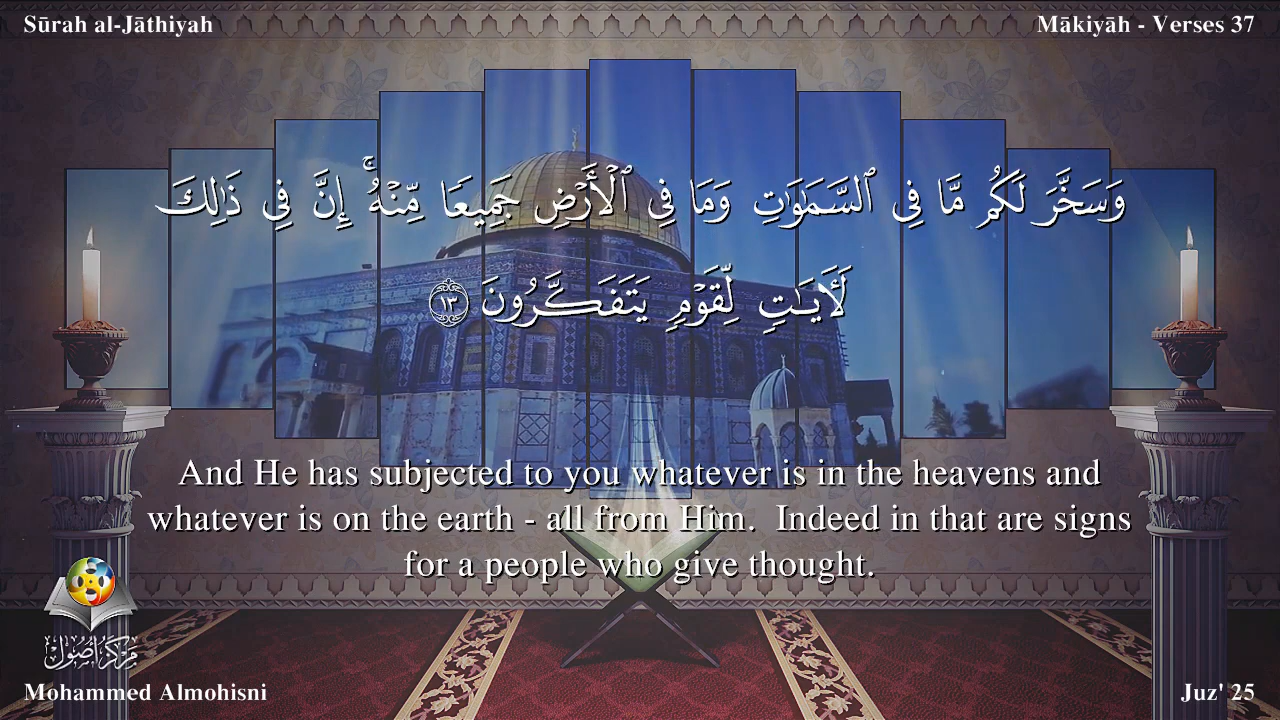 Sūrah al-Jāthiyah
Mākiyāh - Verses 37
وَسَخَّرَ لَكُم مَّا فِى ٱلسَّمَٰوَٰتِ وَمَا فِى ٱلْأَرْضِ جَمِيعًا مِّنْهُ ۚ إِنَّ فِى ذَٰلِكَ
لَـَٔايَٰتٍ لِّقَوْمٍ يَتَفَكَّرُونَ ١٣
And He has subjected to you whatever is in the heavens and
whatever is on the earth - all from Him.  Indeed in that are signs
for a people who give thought.
مركز أصول
Mohammed Almohisni
Juz' 25